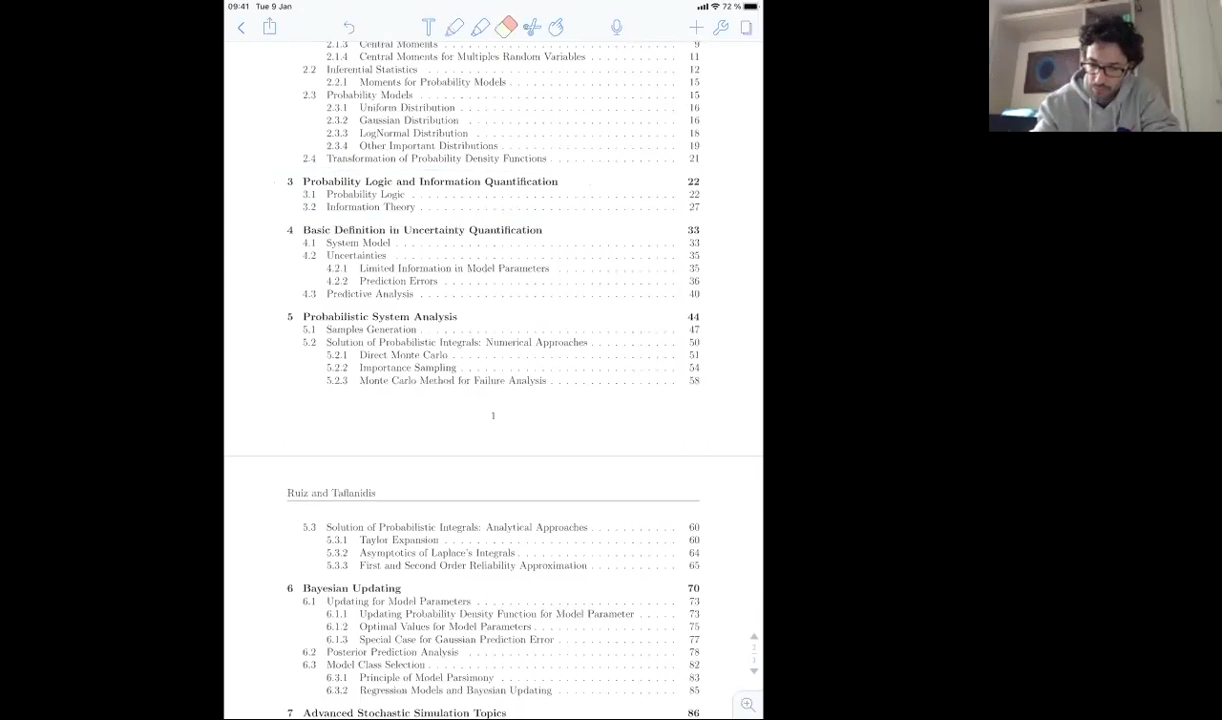 09:41 Tue 9 Jan 72 %
2.1.3 Central Moments . . . . . . . . . . . . . . . . . . . . . . 9
2.1.4 Central Moments for Multiples Random Variables . . . . . . . . . . . 11
2.2 Inferential Statistics . . . . . . . . . . . . . . . . . . . . . . 12
2.2.1 Moments for Probability Models . . . . . . . . . . . . . . . . . . 15
2.3 Probability Models . . . . . . . . . . . . . . . . . . . . . . 15
2.3.1 Uniform Distribution . . . . . . . . . . . . . . . . . . . . . . 16
2.3.2 Gaussian Distribution . . . . . . . . . . . . . . . . . . . . . 16
2.3.3 LogNormal Distribution . . . . . . . . . . . . . . . . . . . . 18
2.3.4 Other Important Distributions . . . . . . . . . . . . . . . . . . 19
2.4 Transformation of Probability Density Functions . . . . . . . . . . . . . 21
3 Probability Logic and Information Quantification 22
3.1 Probability Logic . . . . . . . . . . . . . . . . . . . . . . 22
3.2 Information Theory . . . . . . . . . . . . . . . . . . . . . . 27
4 Basic Definition in Uncertainty Quantification 33
4.1 System Model . . . . . . . . . . . . . . . . . . . . . . 33
4.2 Uncertainties . . . . . . . . . . . . . . . . . . . . . . 35
4.2.1 Limited Information in Model Parameters . . . . . . . . . . . . . 35
4.2.2 Prediction Errors . . . . . . . . . . . . . . . . . . . . . . 36
4.3 Predictive Analysis . . . . . . . . . . . . . . . . . . . . . . 40
5 Probabilistic System Analysis 44
5.1 Samples Generation . . . . . . . . . . . . . . . . . . . . . . 47
5.2 Solution of Probabilistic Integrals: Numerical Approaches . . . . . . . . . . . 50
5.2.1 Direct Monte Carlo . . . . . . . . . . . . . . . . . . . . . . 51
5.2.2 Importance Sampling . . . . . . . . . . . . . . . . . . . . . 54
5.2.3 Monte Carlo Method for Failure Analysis . . . . . . . . . . . . . 58
1
Ruiz and Taflanidis
5.3 Solution of Probabilistic Integrals: Analytical Approaches . . . . . . . . . . . 60
5.3.1 Taylor Expansion . . . . . . . . . . . . . . . . . . . . . . 60
5.3.2 Asymptotics of Laplace's Integrals . . . . . . . . . . . . . . . . 64
5.3.3 First and Second Order Reliability Approximation . . . . . . . . . . 65
6 Bayesian Updating 70
6.1 Updating for Model Parameters . . . . . . . . . . . . . . . . . . . 73
6.1.1 Updating Probability Density Function for Model Parameter . . . . . 73
6.1.2 Optimal Values for Model Parameters . . . . . . . . . . . . . . . 75
6.1.3 Special Case for Gaussian Prediction Error . . . . . . . . . . . . . 77
6.2 Posterior Prediction Analysis . . . . . . . . . . . . . . . . . . . 78
6.3 Model Class Selection . . . . . . . . . . . . . . . . . . . . . . 82
6.3.1 Principle of Model Parsimony . . . . . . . . . . . . . . . . . . 83
6.3.2 Regression Models and Bayesian Updating . . . . . . . . . . . . . 85
7 Advanced Stochastic Simulation Topics 86